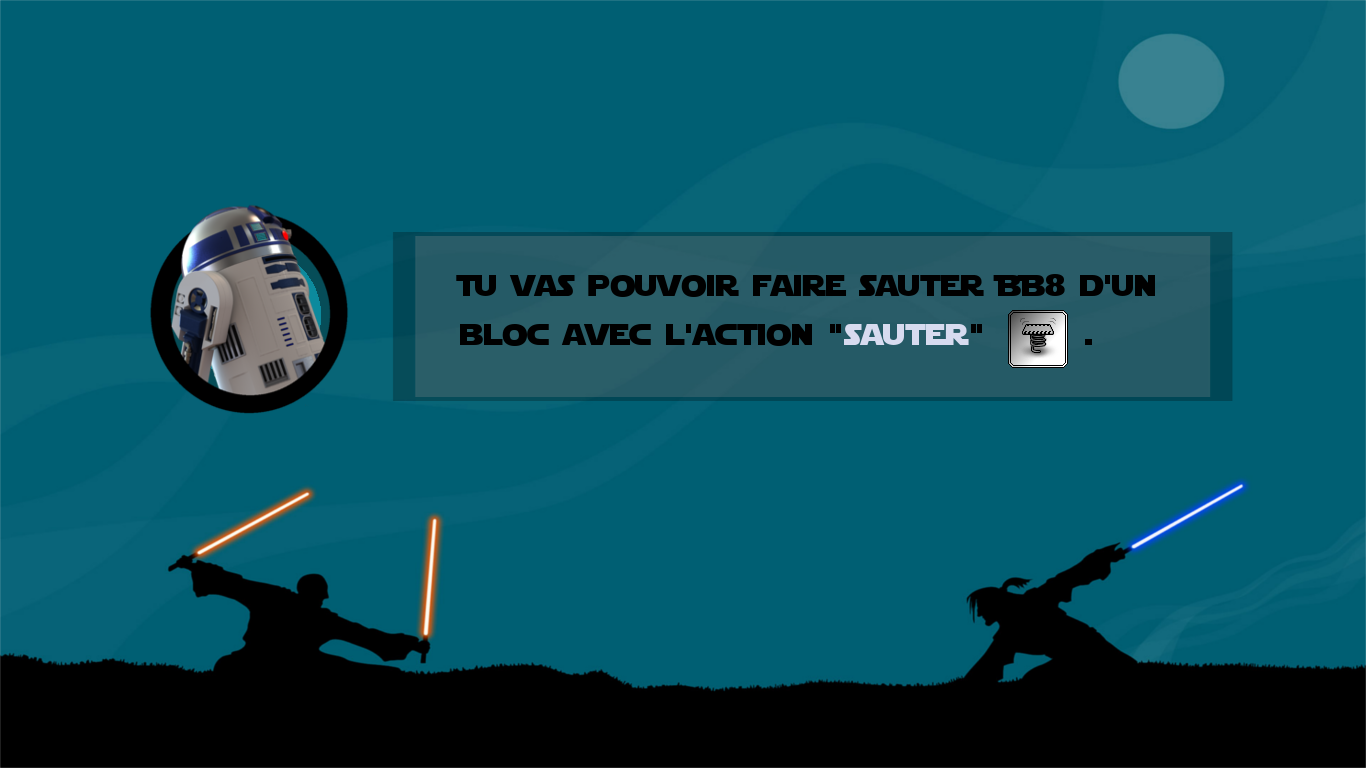 TU VAS POUVOIR FAIRE SAUTER BB8 D'UN
BLOC AVEC L'ACTION "SAUTER" .